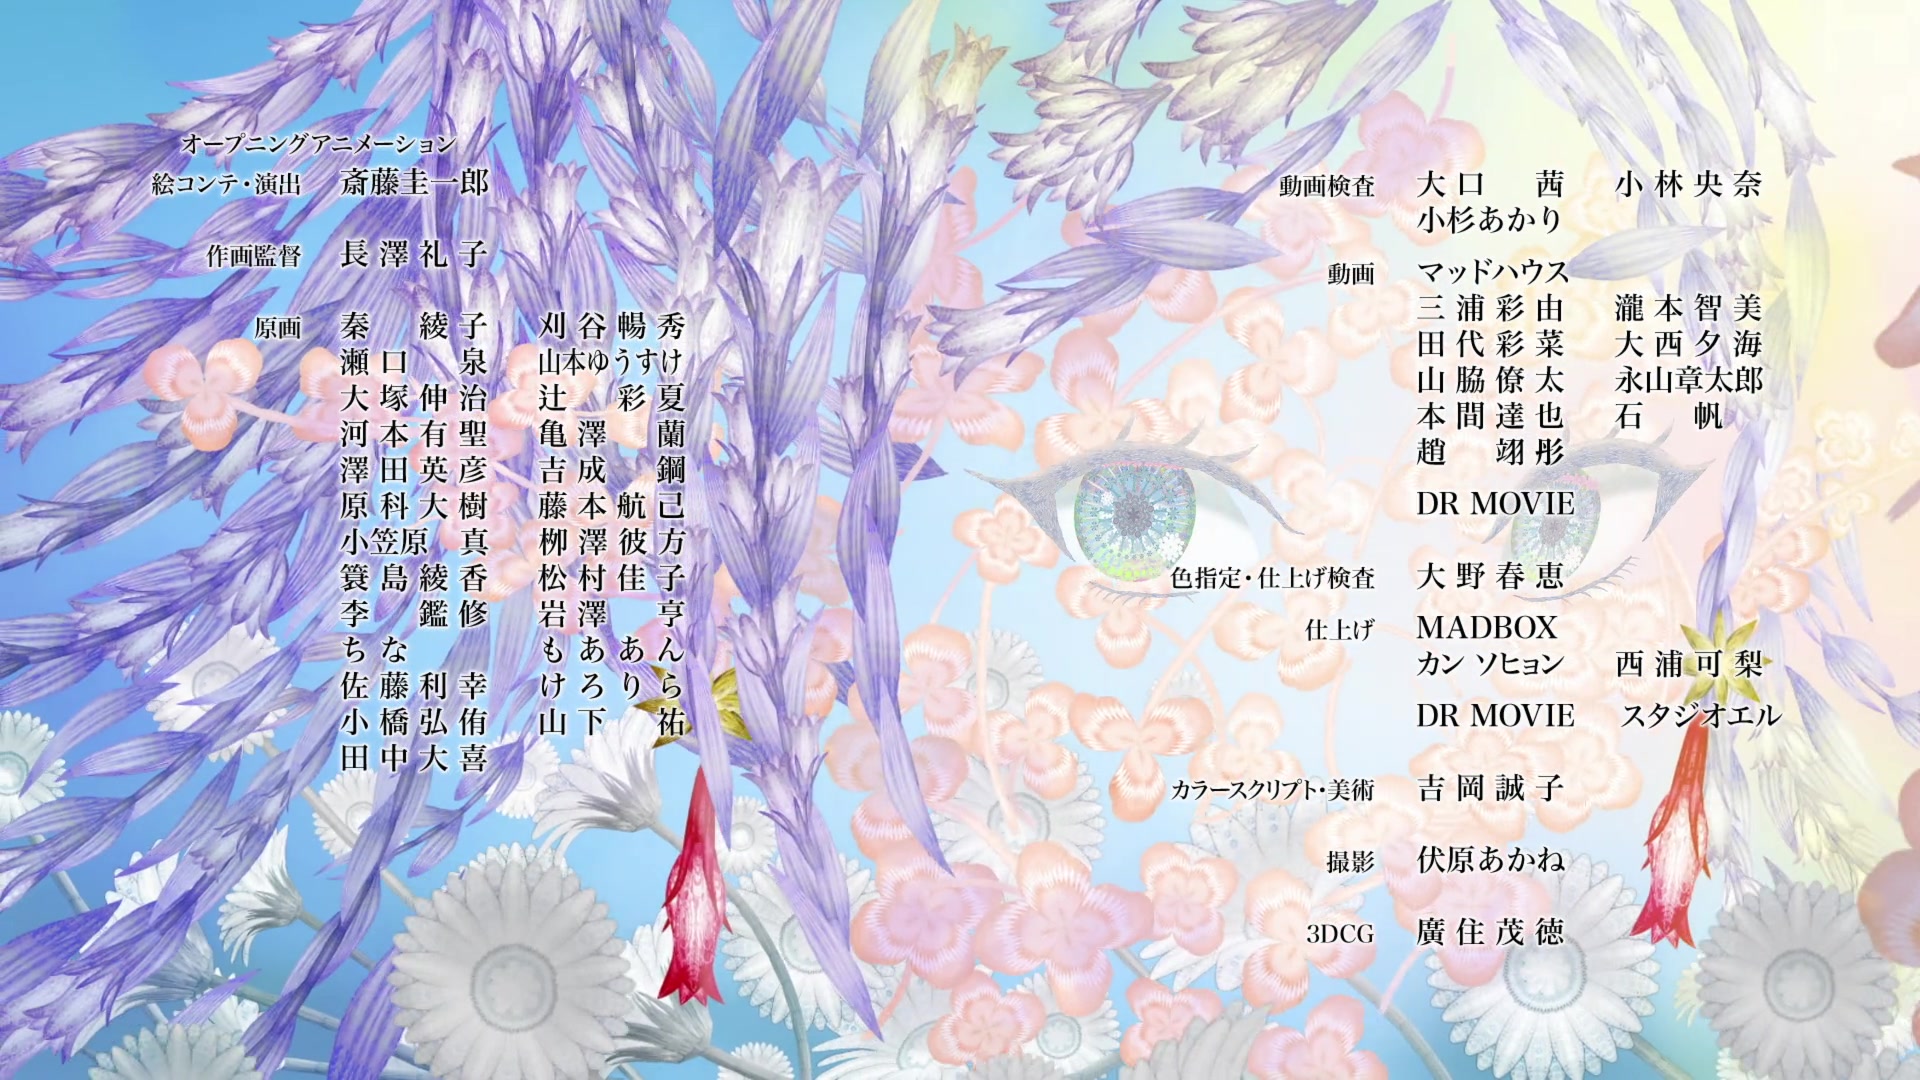 オープニングアニメーション
絵コンテ・演出 斎藤圭一郎
作画監督 長澤礼子
原画 秦 綾子 刈谷暢秀
瀬口 泉 山本ゆうすけ
大塚伸治 辻 彩夏
河本有聖 亀澤 蘭
澤田英彦 吉成 鋼
原科大樹 藤本航己
小笠原 真 栁澤彼方
簑島綾香 松村佳子
李 鑑修 岩澤 亨
ちな もああん
佐藤利幸 けろりら
小橋弘侑 山下 祐
田中大喜
動画検査 大口 茜 小林央奈
小杉あかり
動画 マッドハウス
三浦彩由 瀧本智美
田代彩菜 大西夕海
山脇僚太 永山章太郎
本間達也 石 帆
趙 翊彤
DR MOVIE
色指定・仕上げ検査 大野春恵
仕上げ MADBOX
カン ソヒョン 西浦可梨
DR MOVIE スタジオエル
カラースクリプト・美術 吉岡誠子
撮影 伏原あかね
3DCG 廣住茂徳